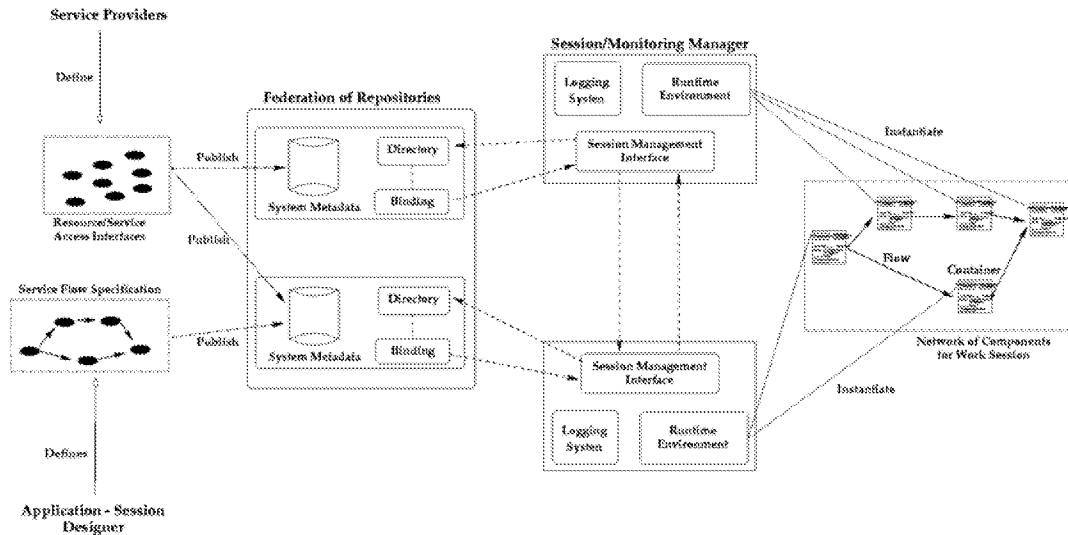 Service Providers
Define
Resource/Service
Access Interfaces
Service Flow Specification
Defines
Application - Session
Designer
Publish
Publish
Publish
Federation of Repositories
System Metadata
Directory
Binding
System Metadata
Directory
Binding
Session/Monitoring Manager
Logging
System
Runtime
Environment
Session Management
Interface
Session Management
Interface
Logging
System
Runtime
Environment
Instantiate
Flow
Container
Network of Components
for Work Session
Instantiate